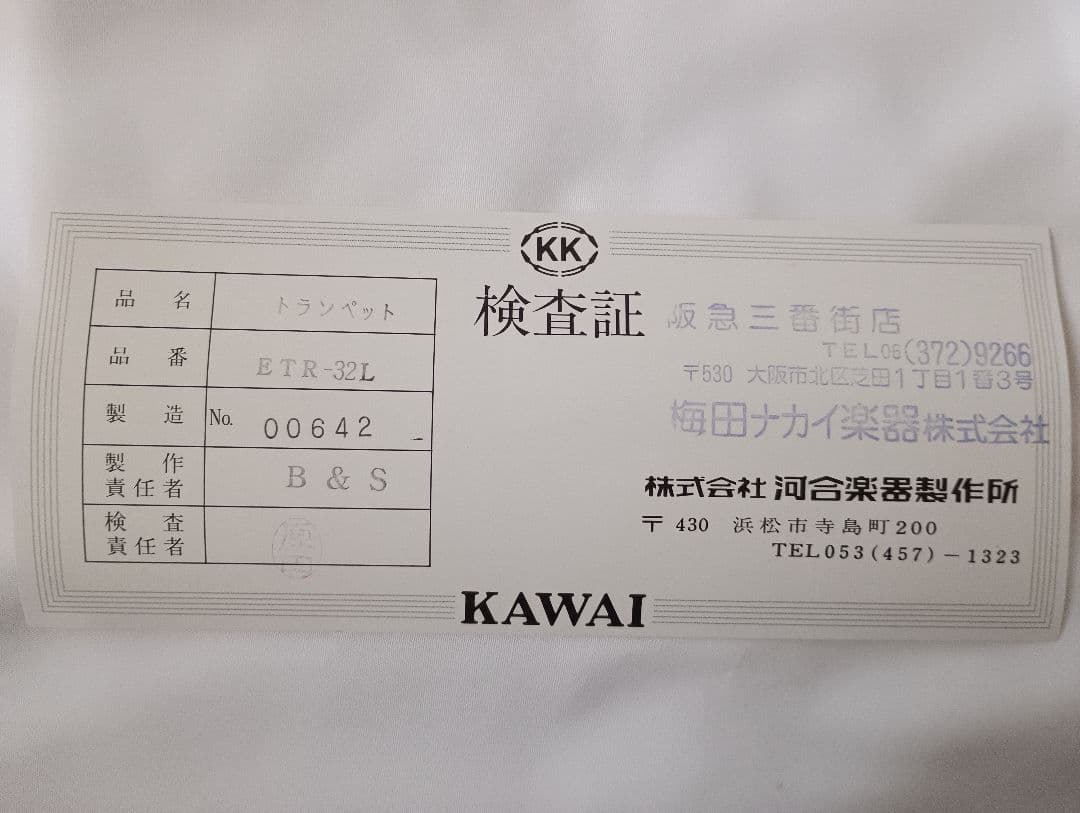 KK
検査証
品名 トランペット
品番 ETR-32L
製造 No. 00642
製作責任者 B & S
検査責任者
阪急三番街店
TEL06(372)9266
〒530 大阪市北区芝田1丁目1番3号
梅田ナカイ楽器株式会社
株式会社 河合楽器製作所
〒 430 浜松市寺島町200
TEL053(457)-1323
KAWAI